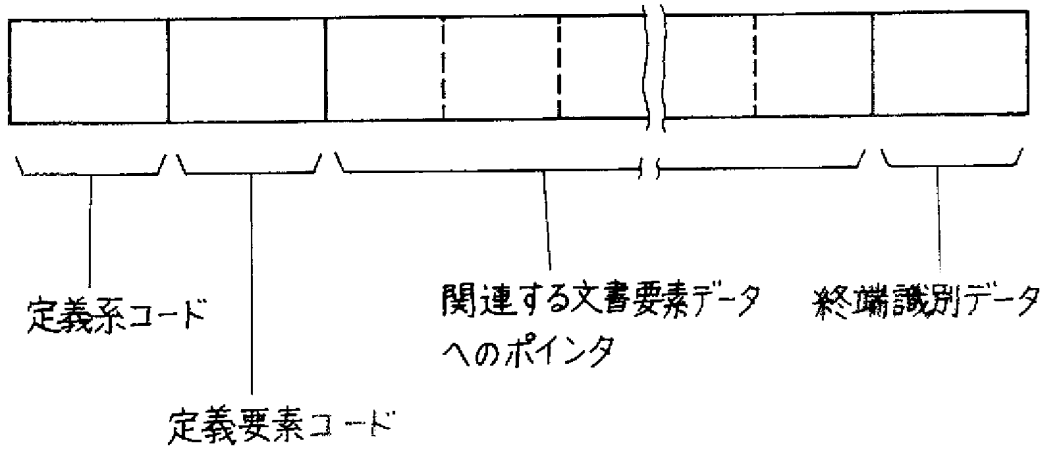 定義系コード
関連する文書要素データ
へのポインタ
終端識別データ
定義要素コード